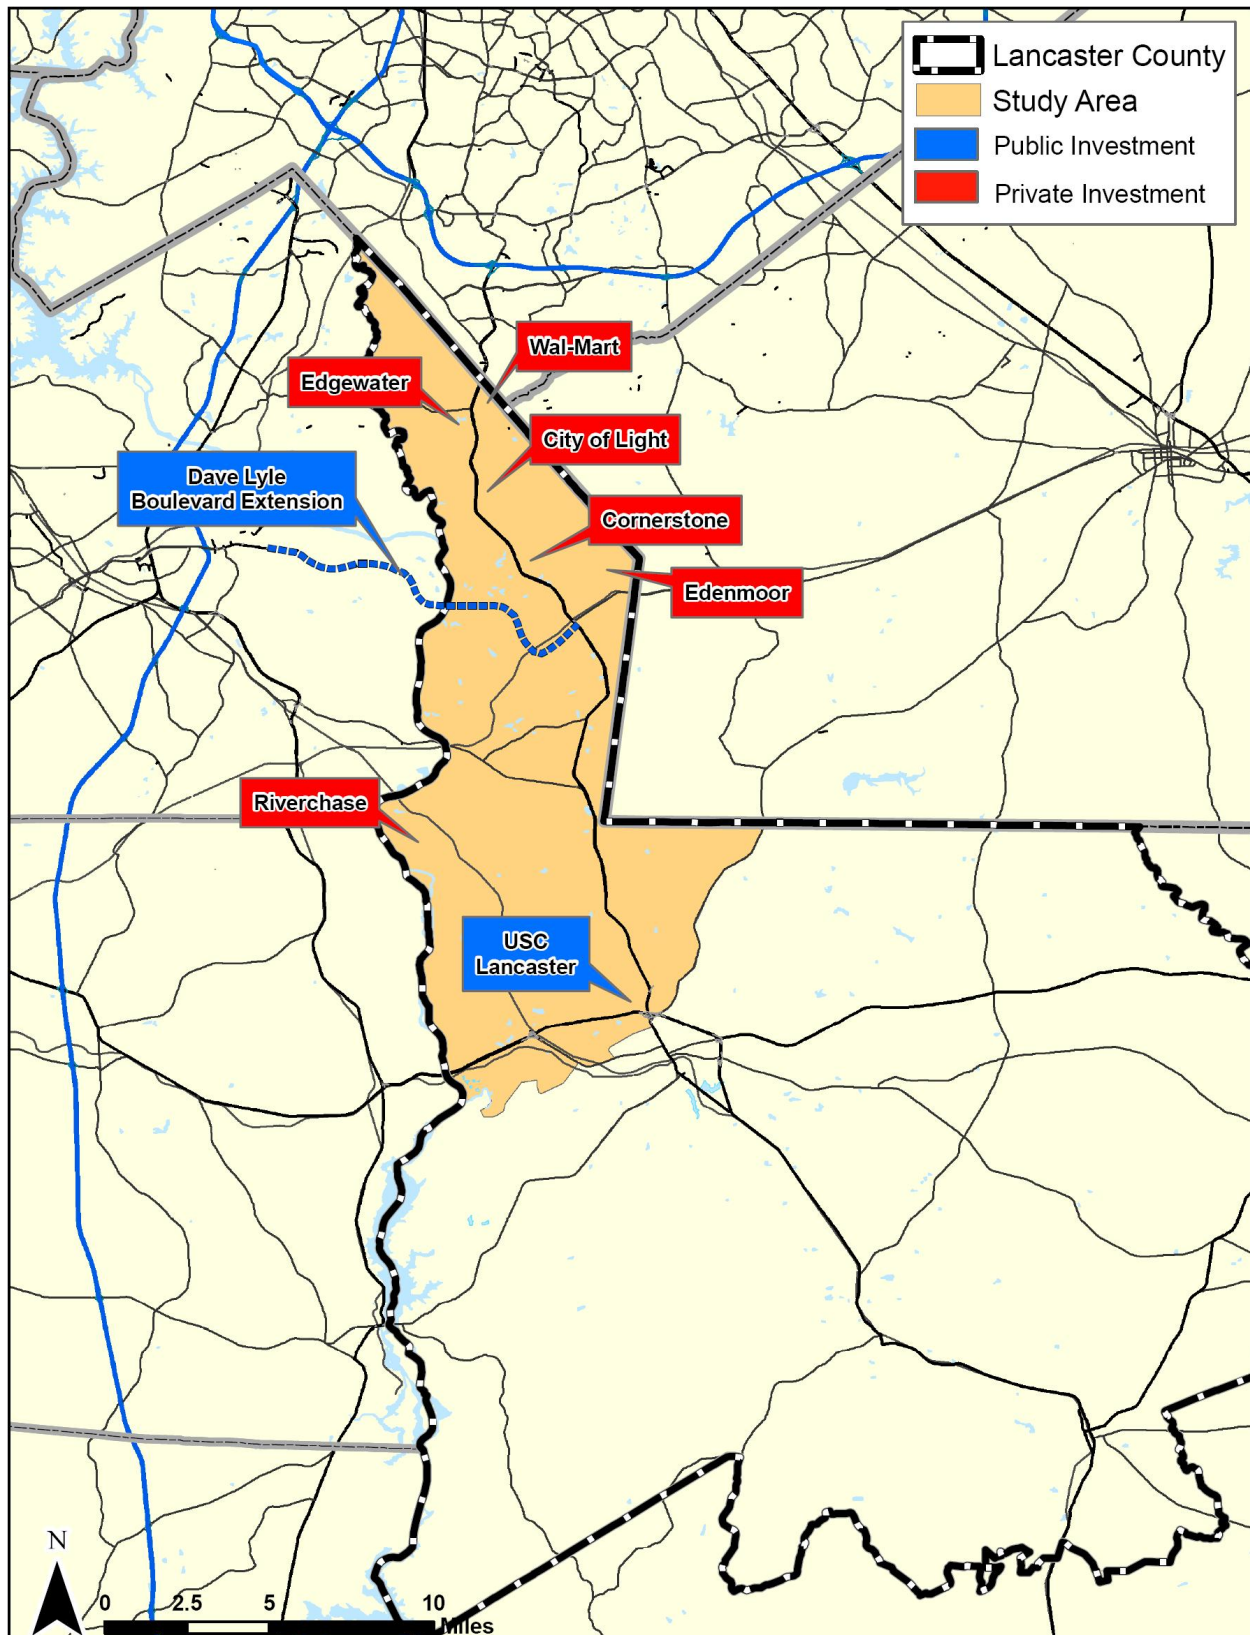 Lancaster County
Study Area
Public Investment
Private Investment
Wal-Mart
Edgewater
City of Light
Dave Lyle
Boulevard Extension
Cornerstone
Edenmoor
Riverchase
USC
Lancaster
N
0 2.5 5 10
Miles